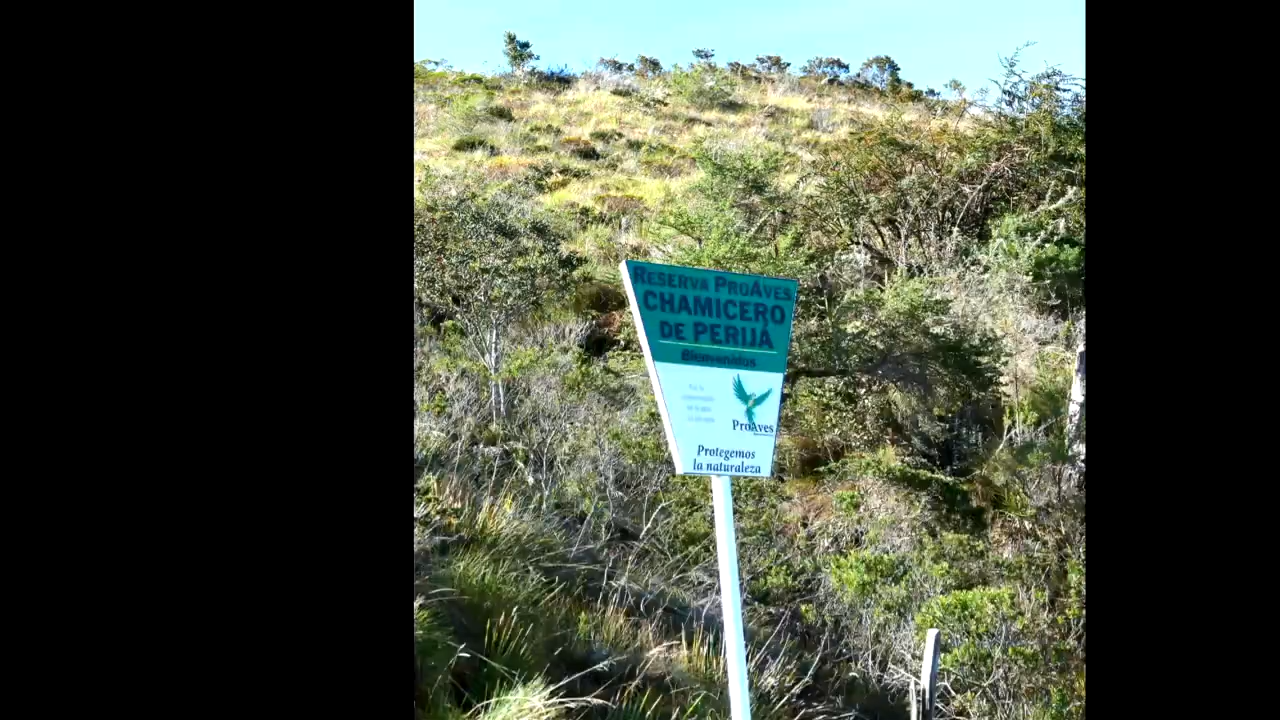 RESERVA PROAVES
CHAMICERO
DE PERIJÁ
Bienvenidos
ProAves
Protegemos
la naturaleza